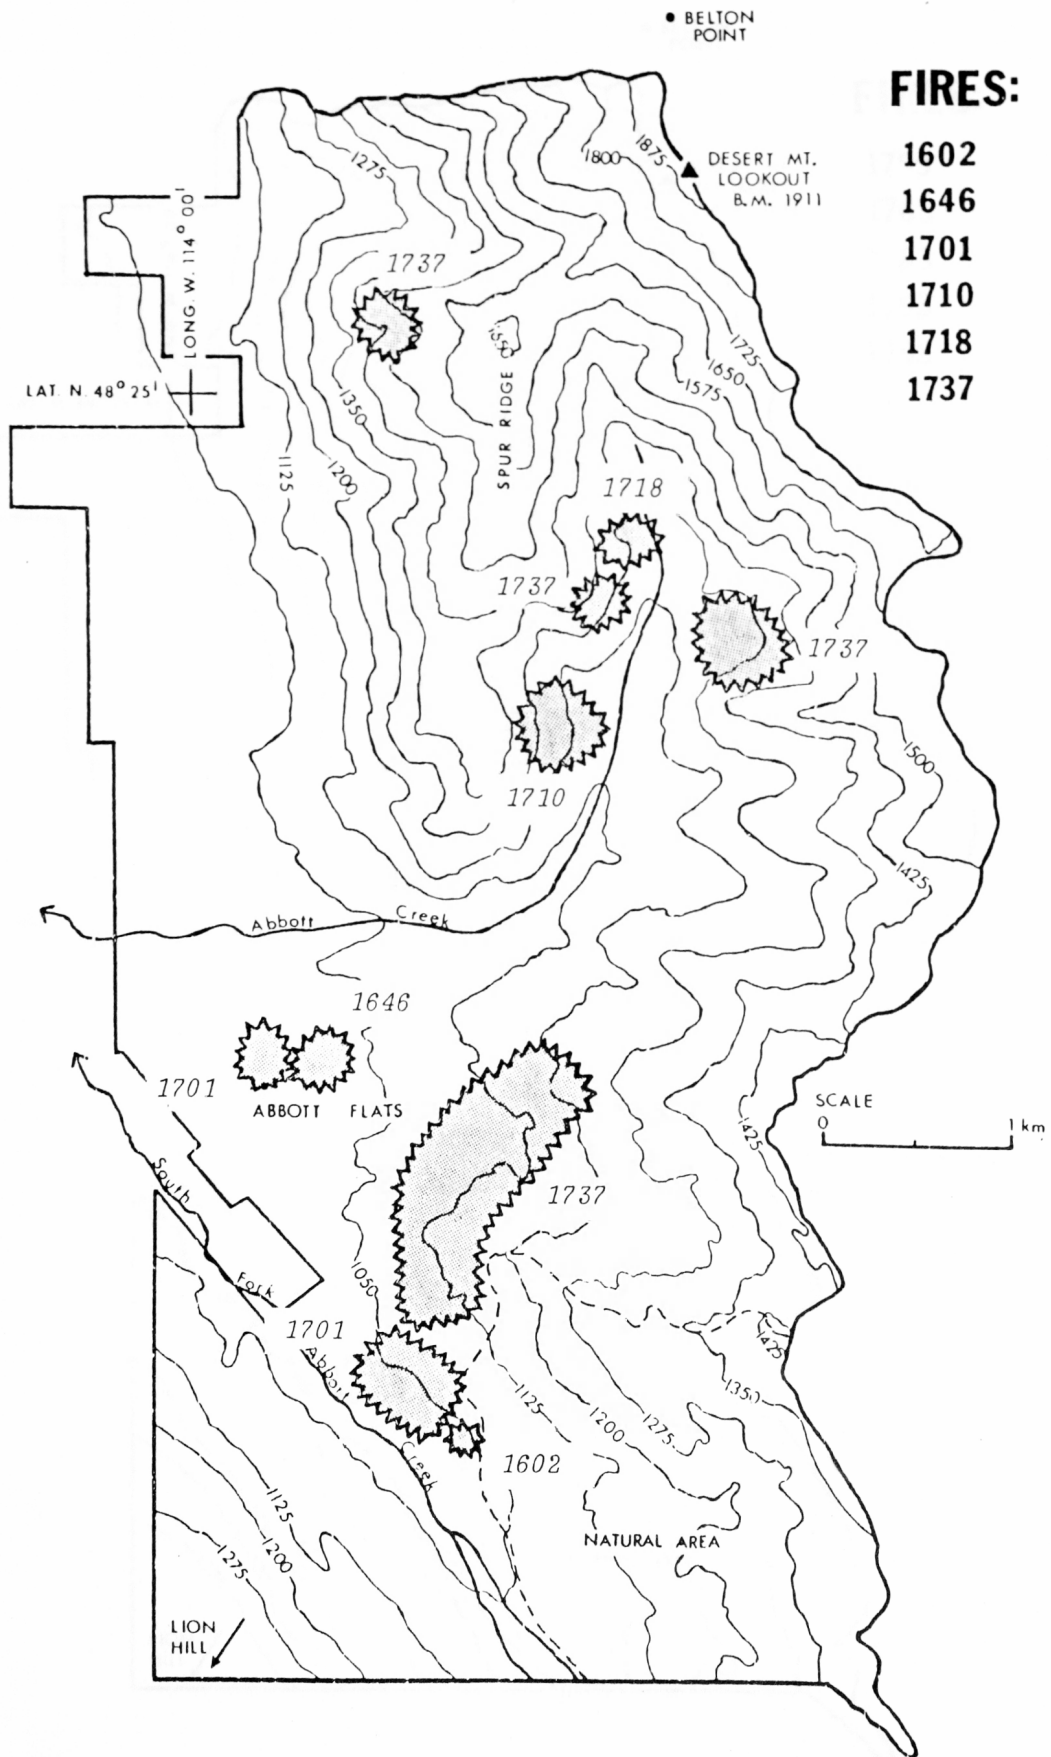 BELTON
POINT
FIRES:
1602
1646
1701
1710
1718
1737
DESERT MT.
LOOKOUT
B.M. 1911
1275
1800
1875
LONG. W. 114° 00'
1737
1550
1725
1650
1575
LAT. N. 48° 25'
SPUR RIDGE
1350
1200
1125
1718
1737
1737
1500
1710
1425
Abbott Creek
1646
1701
ABBOTT FLATS
SCALE
0 1 km
1425
South
Fork
1737
1050
1701
Abbott
Creek
1425
1350
1125
1200
1275
1602
1125
1200
1275
NATURAL AREA
LION
HILL